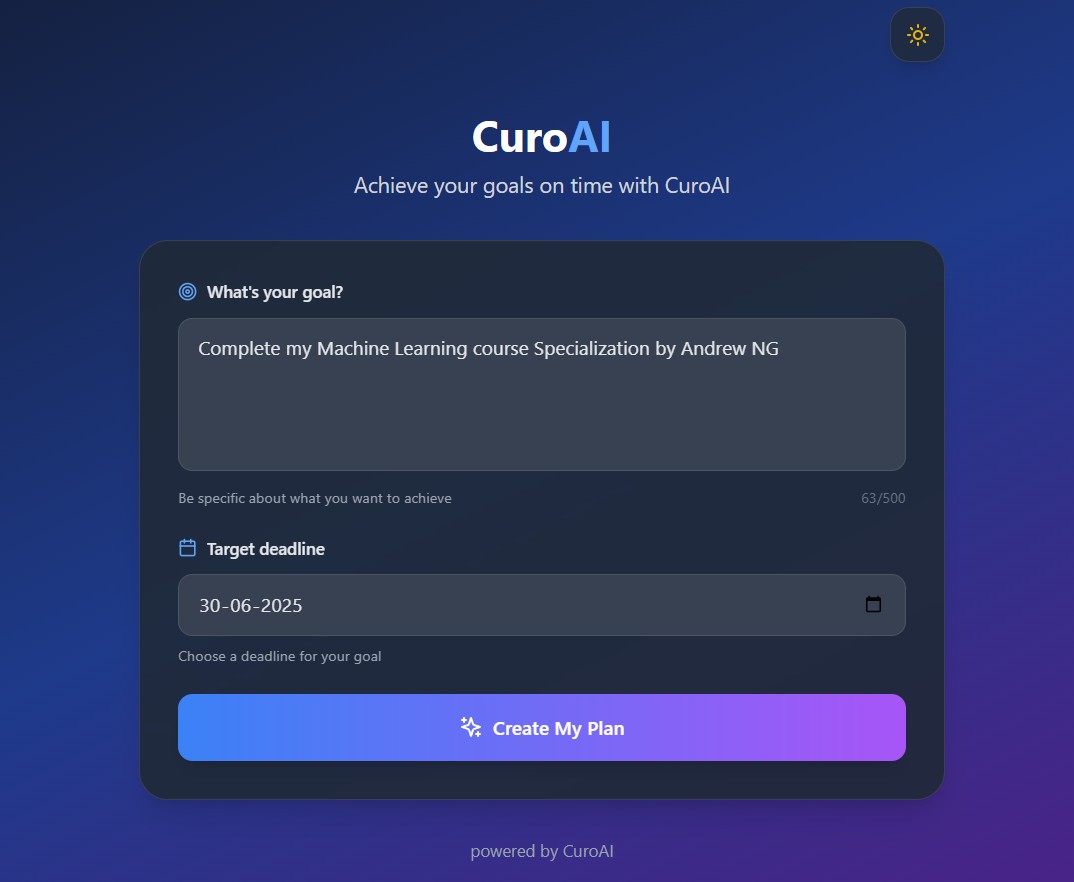 CuroAI
Achieve your goals on time with CuroAI
What's your goal?
Complete my Machine Learning course Specialization by Andrew NG
Be specific about what you want to achieve
63/500
Target deadline
30-06-2025
Choose a deadline for your goal
Create My Plan
powered by CuroAI